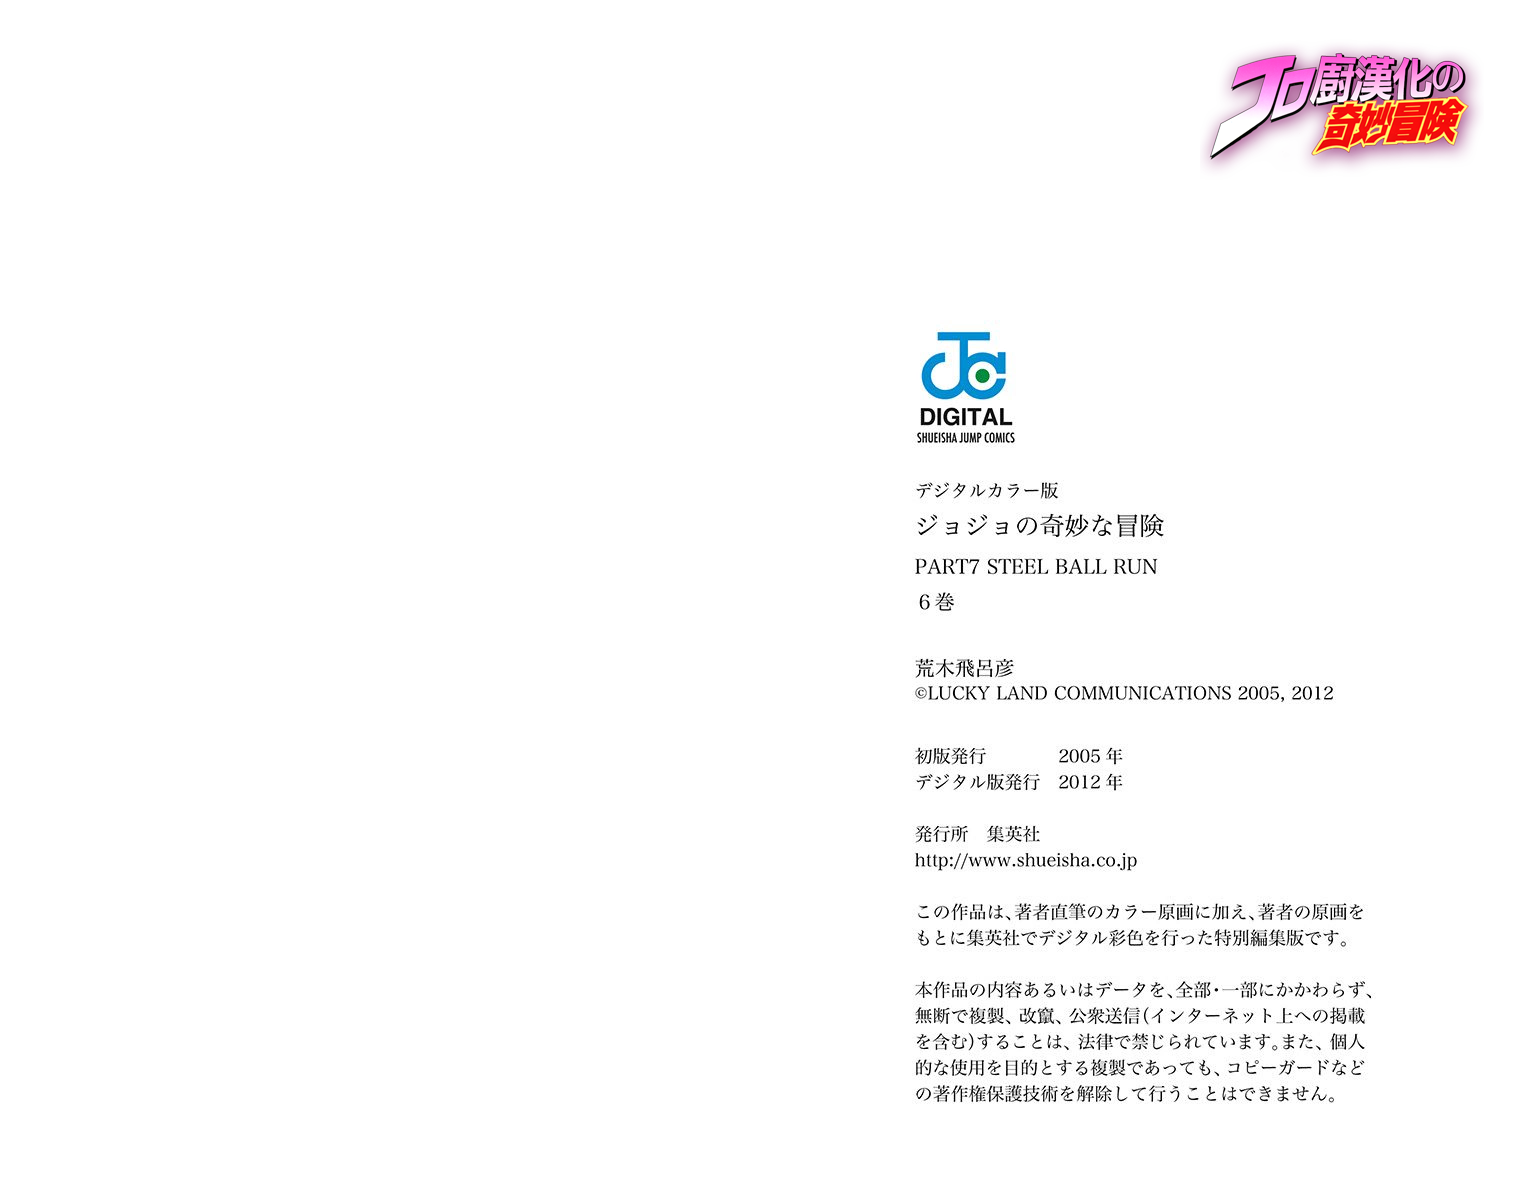 ジョジョ廚漢化の
奇妙冒険
DIGITAL
SHUEISHA JUMP COMICS
デジタルカラー版
ジョジョの奇妙な冒険
PART7 STEEL BALL RUN
6巻
荒木飛呂彦
©LUCKY LAND COMMUNICATIONS 2005, 2012
初版発行 2005 年
デジタル版発行 2012 年
発行所 集英社
http://www.shueisha.co.jp
この作品は、著者直筆のカラー原画に加え、著者の原画を
もとに集英社でデジタル彩色を行った特別編集版です。
本作品の内容あるいはデータを、全部・一部にかかわらず、
無断で複製、改竄、公衆送信(インターネット上への掲載
を含む)することは、法律で禁じられています。また、個人
的な使用を目的とする複製であっても、コピーガードなど
の著作権保護技術を解除して行うことはできません。